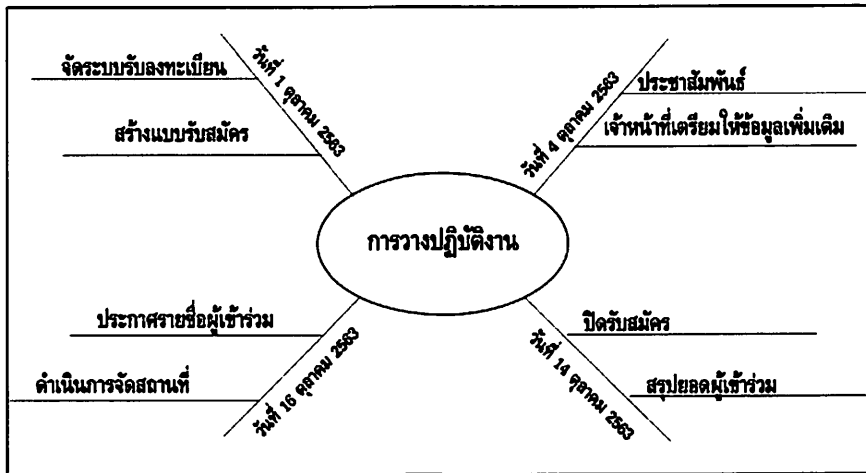 วันที่ 1 ตุลาคม 2563
จัดระบบรับลงทะเบียน
สร้างแบบรับสมัคร
วันที่ 4 ตุลาคม 2563
ประชาสัมพันธ์
เจ้าหน้าที่เตรียมให้ข้อมูลเพิ่มเติม
การวางปฏิบัติงาน
ประกาศรายชื่อผู้เข้าร่วม
ดำเนินการจัดสถานที่
วันที่ 16 ตุลาคม 2563
ปิดรับสมัคร
สรุปยอดผู้เข้าร่วม
วันที่ 14 ตุลาคม 2563